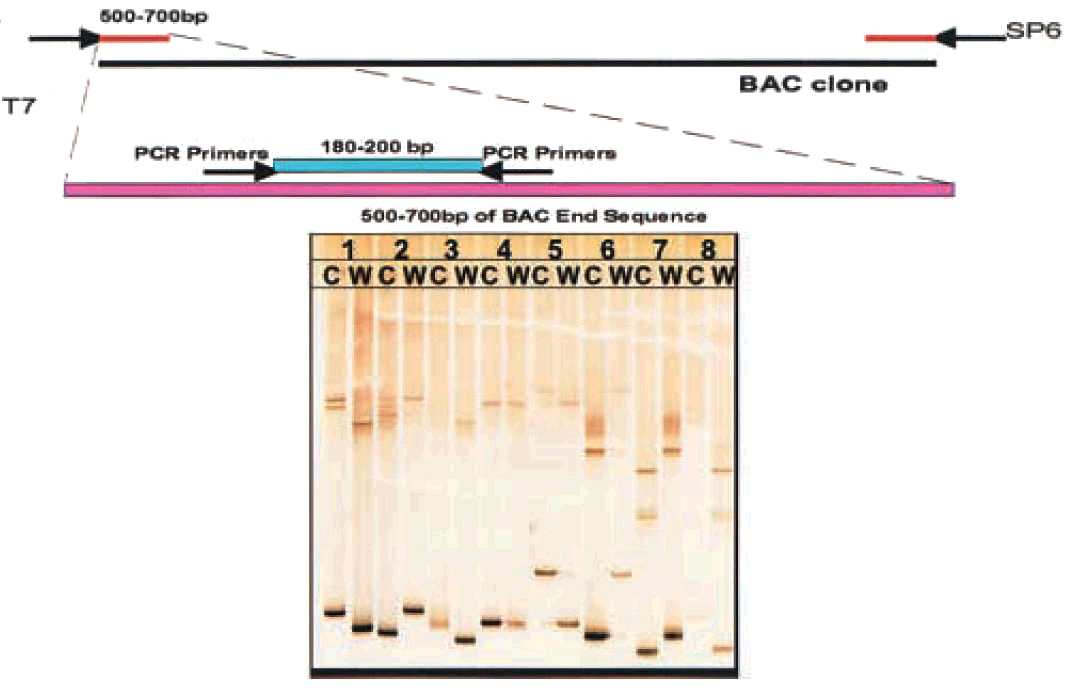 500-700bp
SP6
BAC clone
T7
PCR Primers 180-200 bp PCR Primers
500-700bp of BAC End Sequence
1 2 3 4 5 6 7 8
C W C W C W C W C W C W C W C W